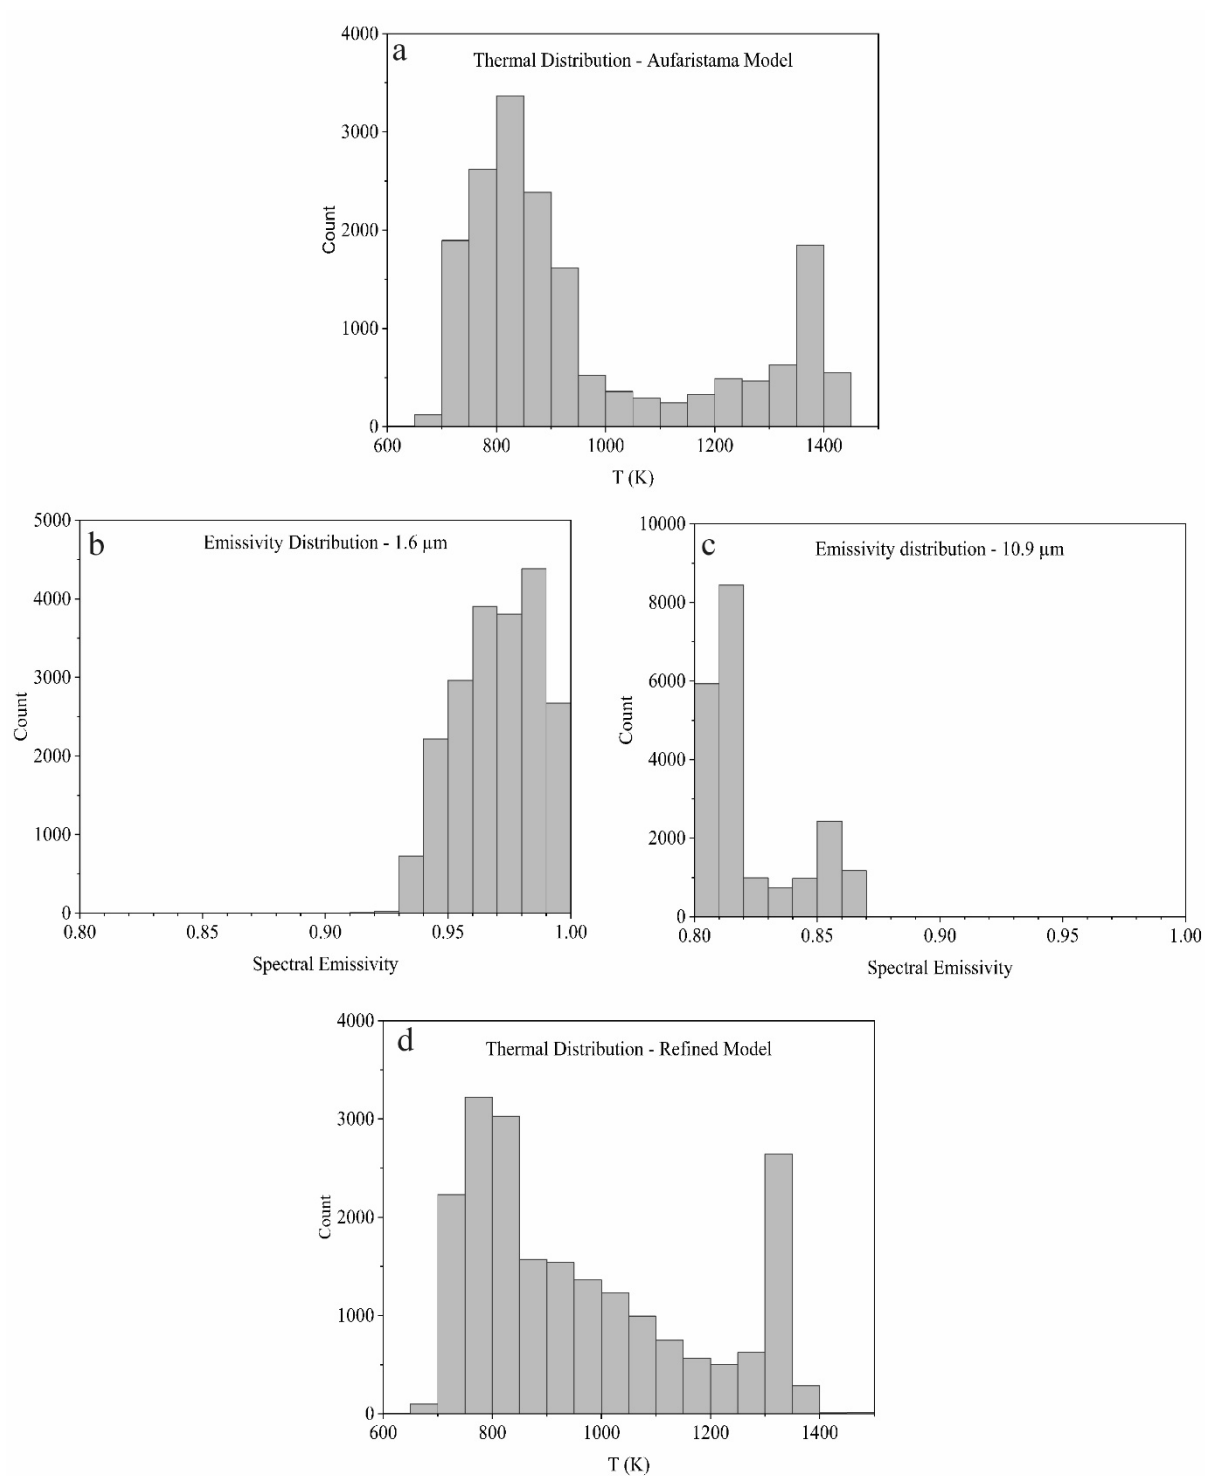 a
Thermal Distribution - Aufaristama Model
4000
3000
2000
1000
0
Count
600
800
1000
1200
1400
T (K)
b
Emissivity Distribution - 1.6 μm
5000
4000
3000
2000
1000
0
Count
0.80
0.85
0.90
0.95
1.00
Spectral Emissivity
c
Emissivity distribution - 10.9 μm
10000
8000
6000
4000
2000
0
Count
0.80
0.85
0.90
0.95
1.00
Spectral Emissivity
d
Thermal Distribution - Refined Model
4000
3000
2000
1000
0
Count
600
800
1000
1200
1400
T (K)